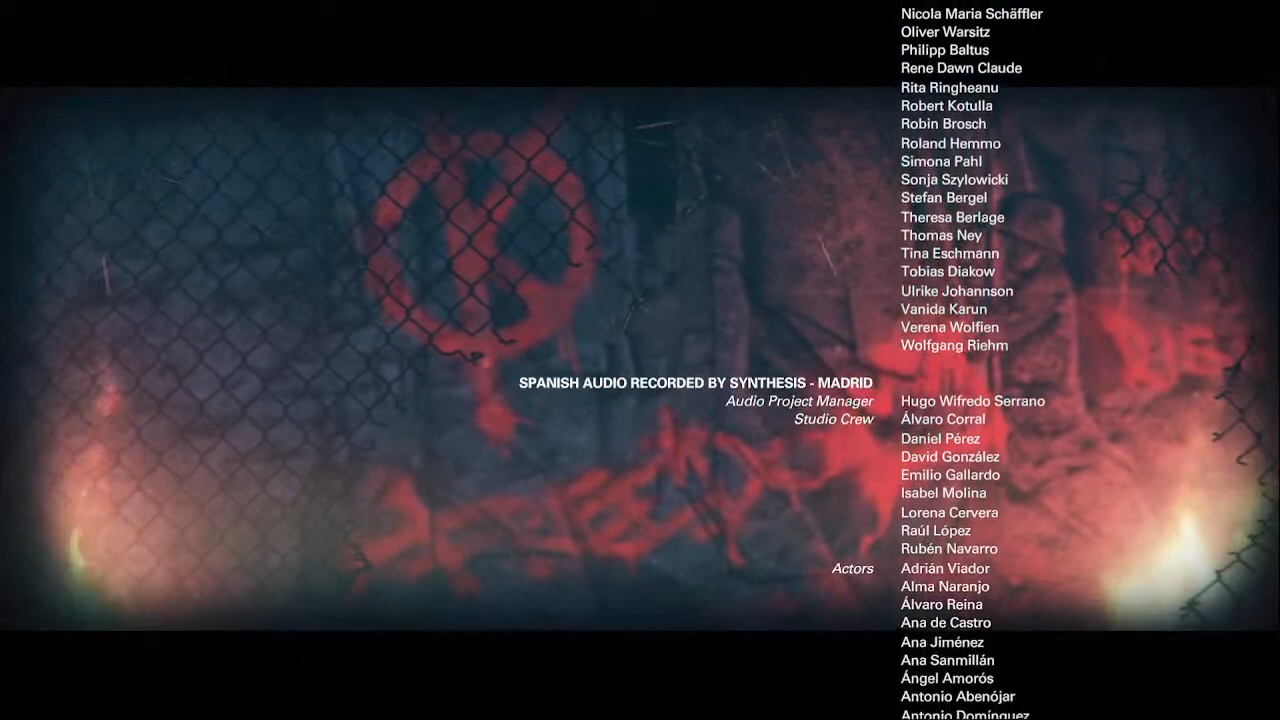 Nicola Maria Schäffler
Oliver Warsitz
Philipp Baltus
Rene Dawn Claude
Rita Ringheanu
Robert Kotulla
Robin Brosch
Roland Hemmo
Simona Pahl
Sonja Szylowicki
Stefan Bergel
Theresa Berlage
Thomas Ney
Tina Eschmann
Tobias Diakow
Ulrike Johannson
Vanida Karun
Verena Wolfien
Wolfgang Riehm
SPANISH AUDIO RECORDED BY SYNTHESIS - MADRID
Audio Project Manager Hugo Wifredo Serrano
Studio Crew Álvaro Corral
Daniel Pérez
David González
Emilio Gallardo
Isabel Molina
Lorena Cervera
Raúl López
Rubén Navarro
Actors Adrián Viador
Alma Naranjo
Álvaro Reina
Ana de Castro
Ana Jiménez
Ana Sanmillán
Ángel Amorós
Antonio Abenójar
Antonio Domínguez